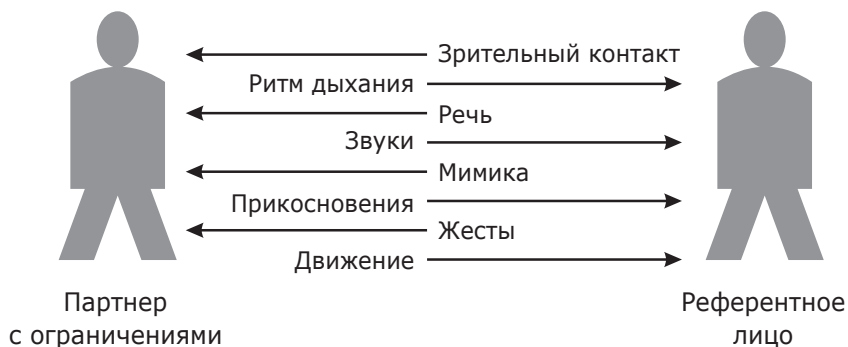 Зрительный контакт
Ритм дыхания
Речь
Звуки
Мимика
Прикосновения
Жесты
Движение
Партнер
с ограничениями
Референтное
лицо